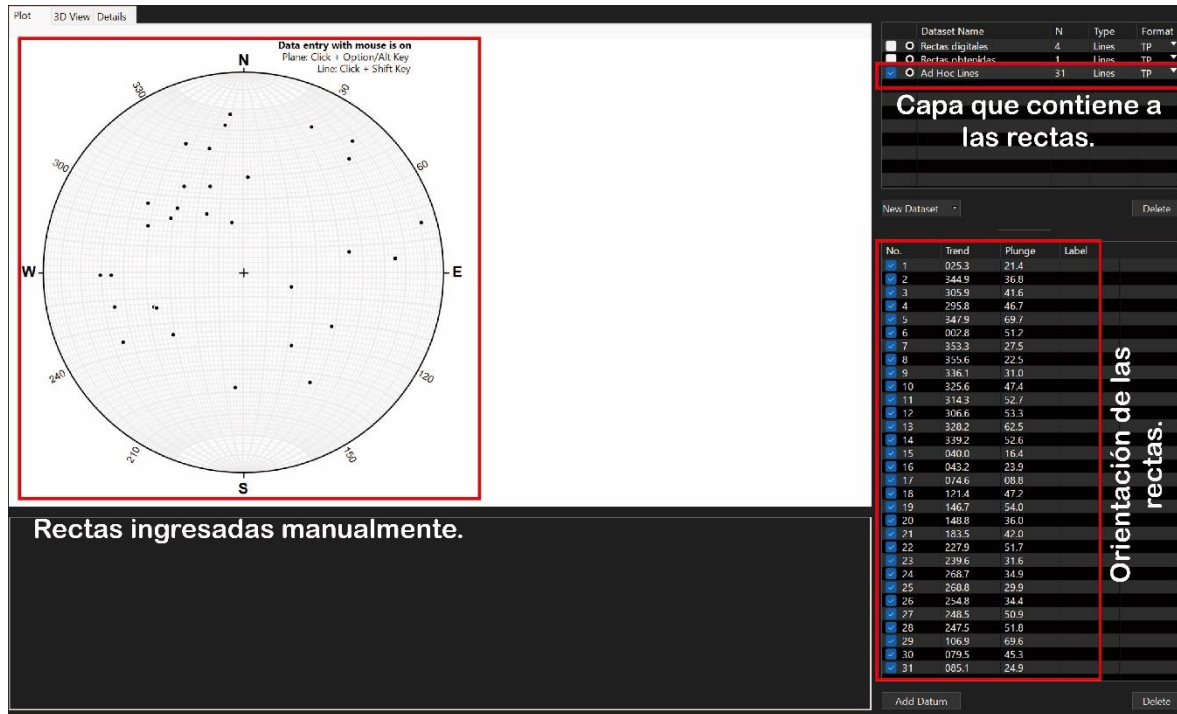 Plot 3D View Details
Data entry with mouse is on
Plane: Click + Option/Alt Key
Line: Click + Shift Key
N
330
30
300
60
W
E
240
120
210
150
S
Rectas ingresadas manualmente.
Dataset Name N Type Format
Rectas digitales 4 Lines TP
Rectas obtenidas 1 Lines TP
Ad Hoc Lines 31 Lines TP
Capa que contiene a
las rectas.
New Dataset Delete
No. Trend Plunge Label
1 025.3 21.4
2 344.9 36.8
3 305.9 41.6
4 295.8 46.7
5 347.9 69.7
6 002.8 51.2
7 353.3 27.5
8 355.6 22.5
9 336.1 31.0
10 325.6 47.4
11 314.3 52.7
12 306.6 53.3
13 328.2 62.5
14 339.2 52.6
15 040.0 16.4
16 043.2 23.9
17 074.6 08.8
18 121.4 47.2
19 146.7 54.0
20 148.8 36.0
21 183.5 42.0
22 227.9 51.7
23 239.6 31.6
24 268.7 34.9
25 268.8 29.9
26 254.8 34.4
27 248.5 50.9
28 247.5 51.8
29 106.9 69.6
30 079.5 45.3
31 085.1 24.9
Orientación de las
rectas.
Add Datum Delete